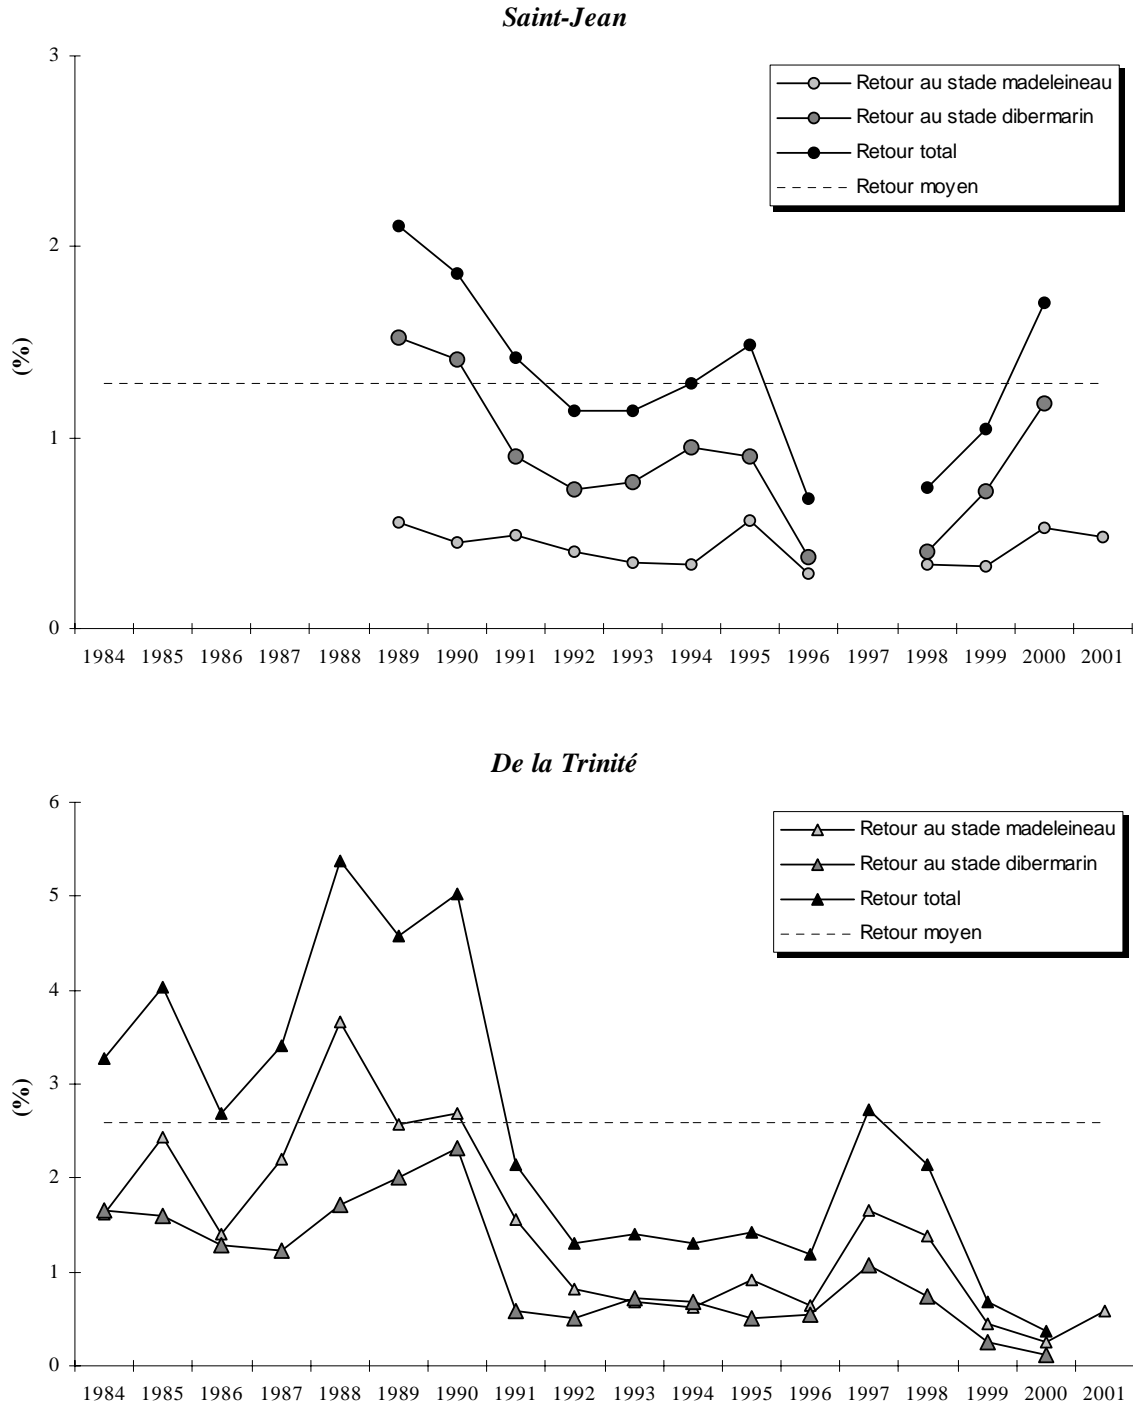 Saint-Jean
3
Retour au stade madeleineau
Retour au stade dibermarin
Retour total
Retour moyen
2
(%)
1
0
1984 1985 1986 1987 1988 1989 1990 1991 1992 1993 1994 1995 1996 1997 1998 1999 2000 2001
De la Trinité
6
Retour au stade madeleineau
Retour au stade dibermarin
Retour total
Retour moyen
5
4
3
(%)
2
1
0
1984 1985 1986 1987 1988 1989 1990 1991 1992 1993 1994 1995 1996 1997 1998 1999 2000 2001